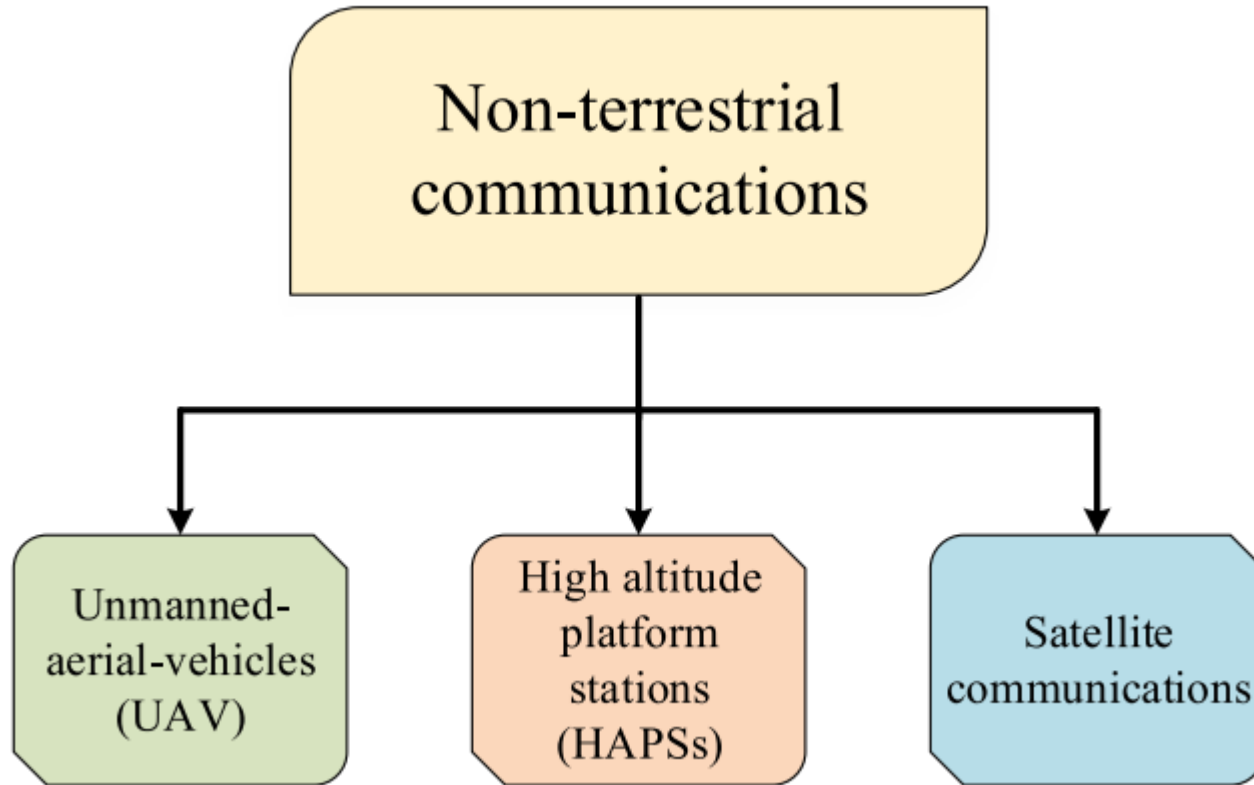 Non-terrestrial
communications
Unmanned-
aerial-vehicles
(UAV)
High altitude
platform
stations
(HAPSs)
Satellite
communications